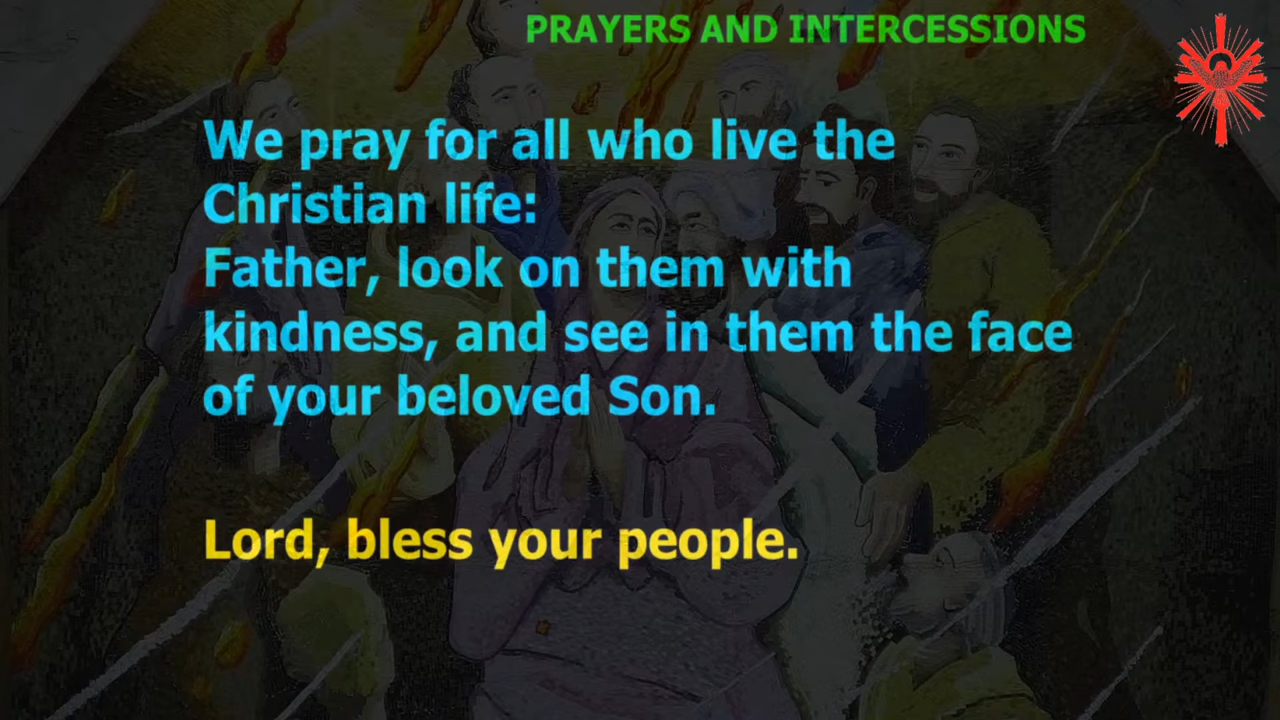 PRAYERS AND INTERCESSIONS
We pray for all who live the
Christian life:
Father, look on them with
kindness, and see in them the face
of your beloved Son.
Lord, bless your people.